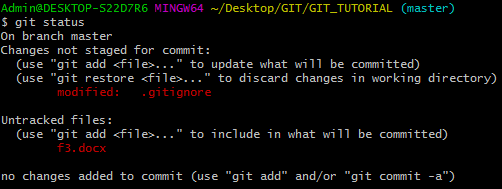 Admin@DESKTOP-S22D7R6 MINGW64 ~/Desktop/GIT/GIT_TUTORIAL (master)
$ git status
On branch master
Changes not staged for commit:
  (use "git add <file>..." to update what will be committed)
  (use "git restore <file>..." to discard changes in working directory)
        modified:   .gitignore

Untracked files:
  (use "git add <file>..." to include in what will be committed)
        f3.docx

no changes added to commit (use "git add" and/or "git commit -a")